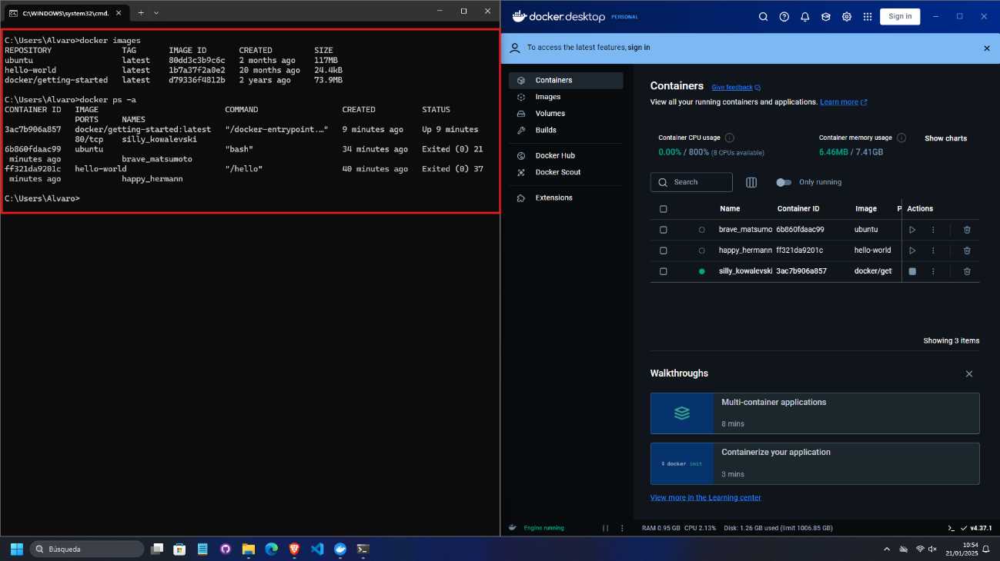 C:\WINDOWS\system32\cmd.
C:\Users\Alvaro>docker images
REPOSITORY TAG IMAGE ID CREATED SIZE
ubuntu latest 80dd3c3b9c6c 2 months ago 117MB
hello-world latest 1b7a37f2a0e2 20 months ago 24.4kB
docker/getting-started latest d79336f4812b 2 years ago 73.9MB
C:\Users\Alvaro>docker ps -a
CONTAINER ID IMAGE COMMAND CREATED STATUS
PORTS NAMES
3ac7b906a857 docker/getting-started:latest "/docker-entrypoint.…" 9 minutes ago Up 9 minutes
80/tcp silly_kowalevski
6b860fdaac99 ubuntu "bash" 34 minutes ago Exited (0) 21
minutes ago brave_matsumoto
ff321da9201c hello-world "/hello" 40 minutes ago Exited (0) 37
minutes ago happy_hermann
C:\Users\Alvaro>
docker.desktop PERSONAL
Sign in
To access the latest features, sign in
Containers
Images
Volumes
Builds
Docker Hub
Docker Scout
Extensions
Containers Give feedback
View all your running containers and applications. Learn more
Container CPU usage
0.00% / 800% (8 CPUs available)
Container memory usage
6.46MB / 7.41GB
Show charts
Search
Only running
Name Container ID Image P Actions
brave_matsumo 6b860fdaac99 ubuntu
happy_hermann ff321da9201c hello-world
silly_kowalevski 3ac7b906a857 docker/get
Showing 3 items
Walkthroughs
Multi-container applications
8 mins
$ docker init
Containerize your application
3 mins
View more in the Learning center
Engine running
RAM 0.95 GB CPU 2.13% Disk: 1.26 GB used (limit 1006.85 GB)
v4.37.1
Búsqueda
10:54
21/01/2025